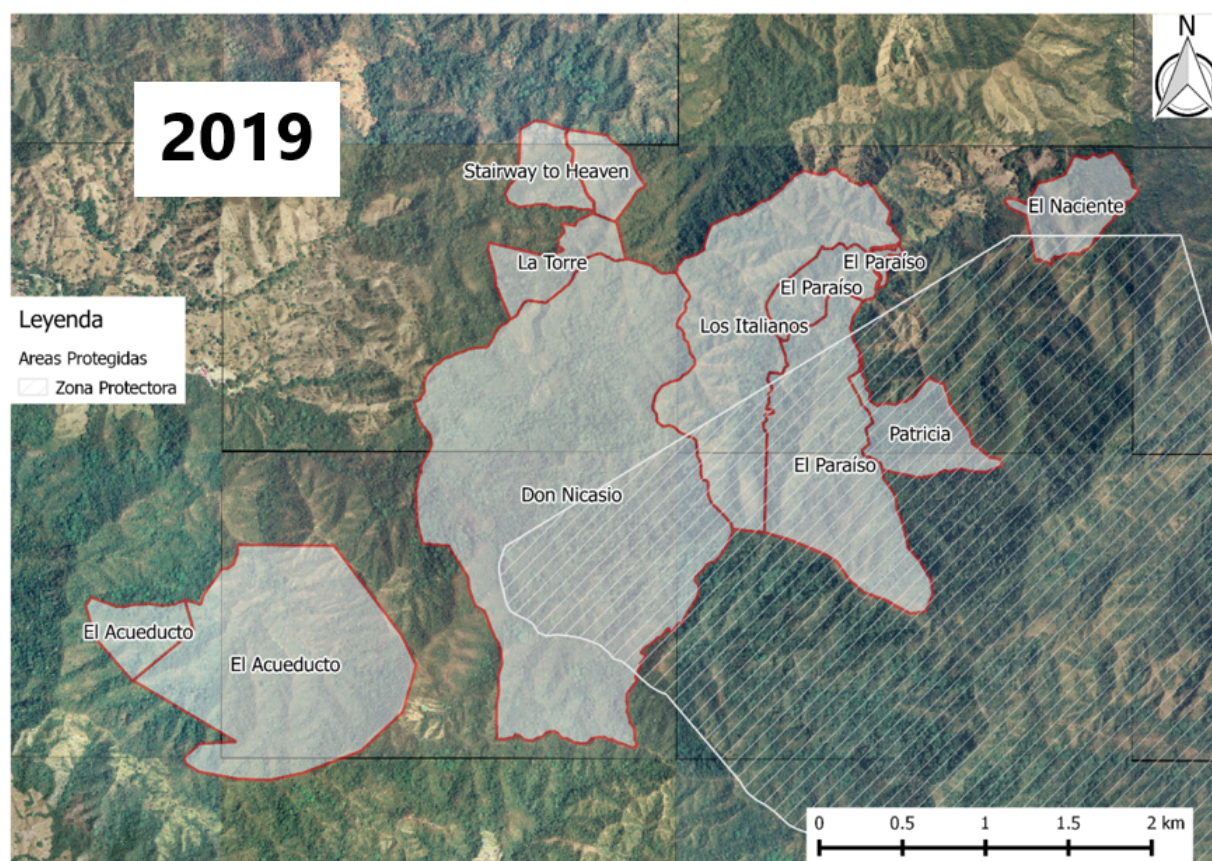 N
2019
Stairway to Heaven
El Naciente
La Torre
El Paraíso
El Paraíso
Los Italianos
Leyenda
Areas Protegidas
Zona Protectora
Patricia
El Paraíso
Don Nicasio
El Acueducto
El Acueducto
0 0.5 1 1.5 2 km